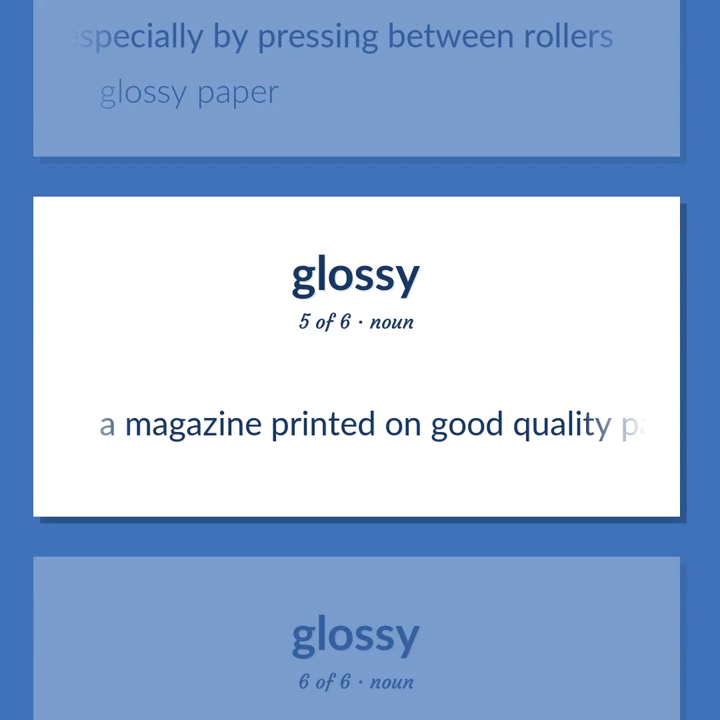 especially by pressing between rollers
glossy paper
glossy
5 of 6 · noun
a magazine printed on good quality
glossy
6 of 6 · noun